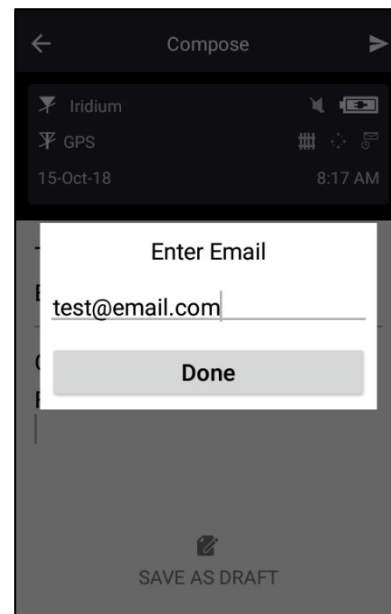 Compose
Iridium
GPS
15-Oct-18 8:17 AM
Enter Email
test@email.com
Done
SAVE AS DRAFT